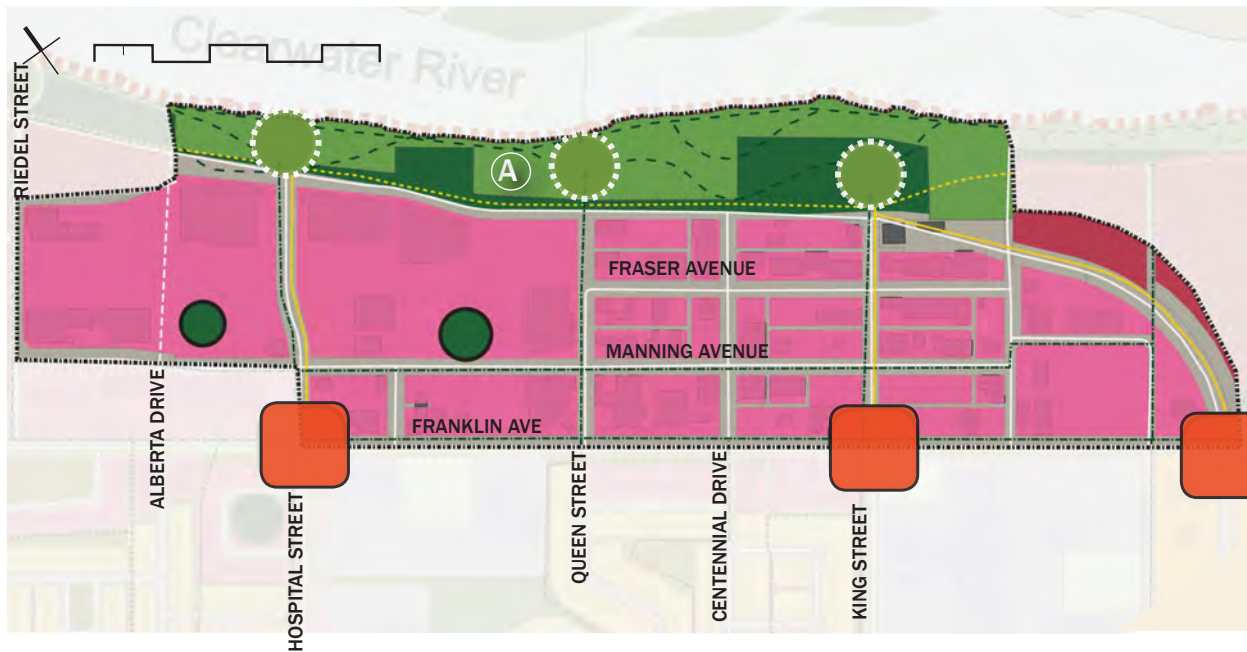 Clearwater River
RIEDEL STREET
A
FRASER AVENUE
MANNING AVENUE
FRANKLIN AVE
ALBERTA DRIVE
HOSPITAL STREET
QUEEN STREET
CENTENNIAL DRIVE
KING STREET